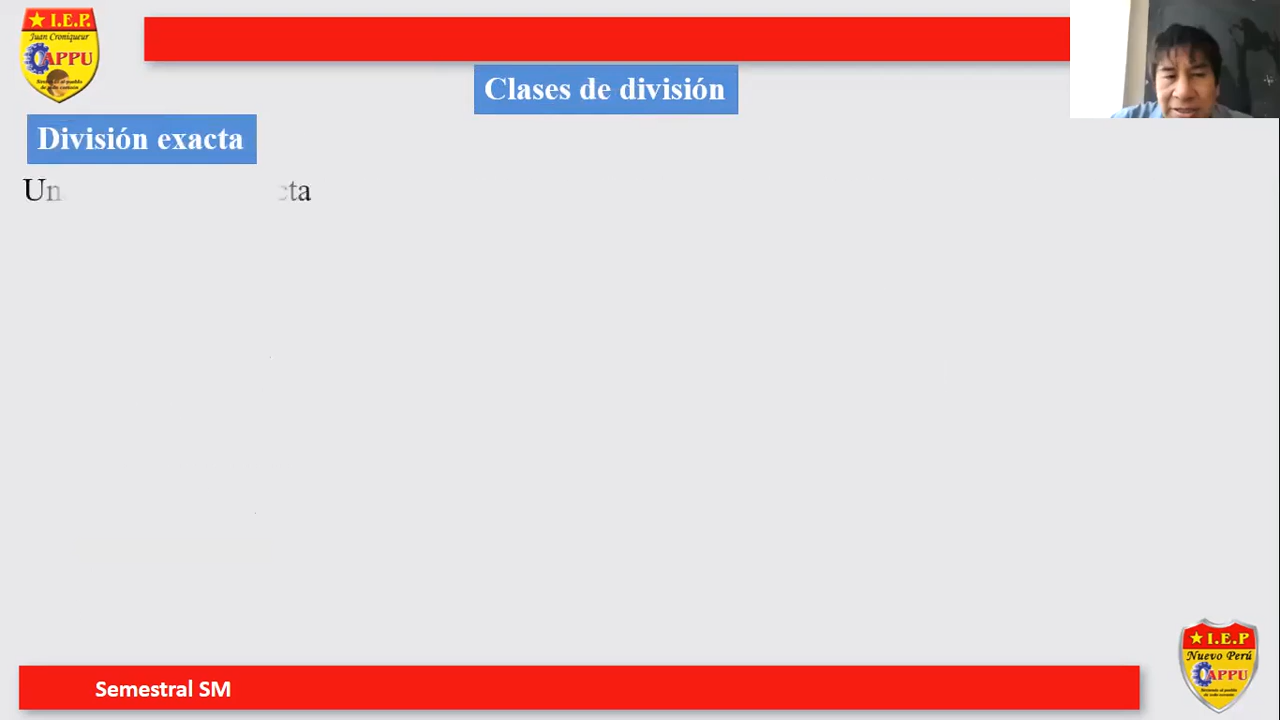 I.E.P.
Juan Croniqueur
APPU
Clases de división
División exacta
Un
cta
Semestral SM
I.E.P
Nuevo Perú
APPU